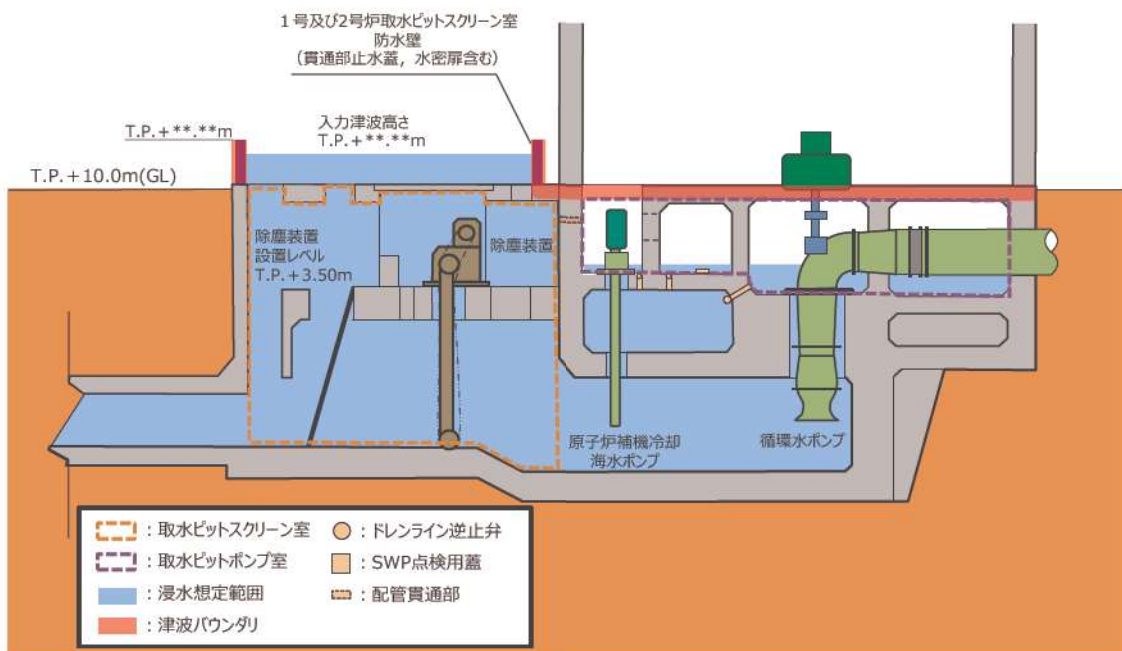 1号及び2号炉取水ピットスクリーン室
防水壁
(貫通部止水蓋，水密扉含む)
T.P.+**.**m
入力津波高さ
T.P.+**.**m
T.P.+10.0m(GL)
除塵装置
設置レベル
T.P.+3.50m
除塵装置
原子炉補機冷却
海水ポンプ
循環水ポンプ
：取水ピットスクリーン室
：ドレンライン逆止弁
：取水ピットポンプ室
：SWP点検用蓋
：浸水想定範囲
：配管貫通部
：津波バウンダリ